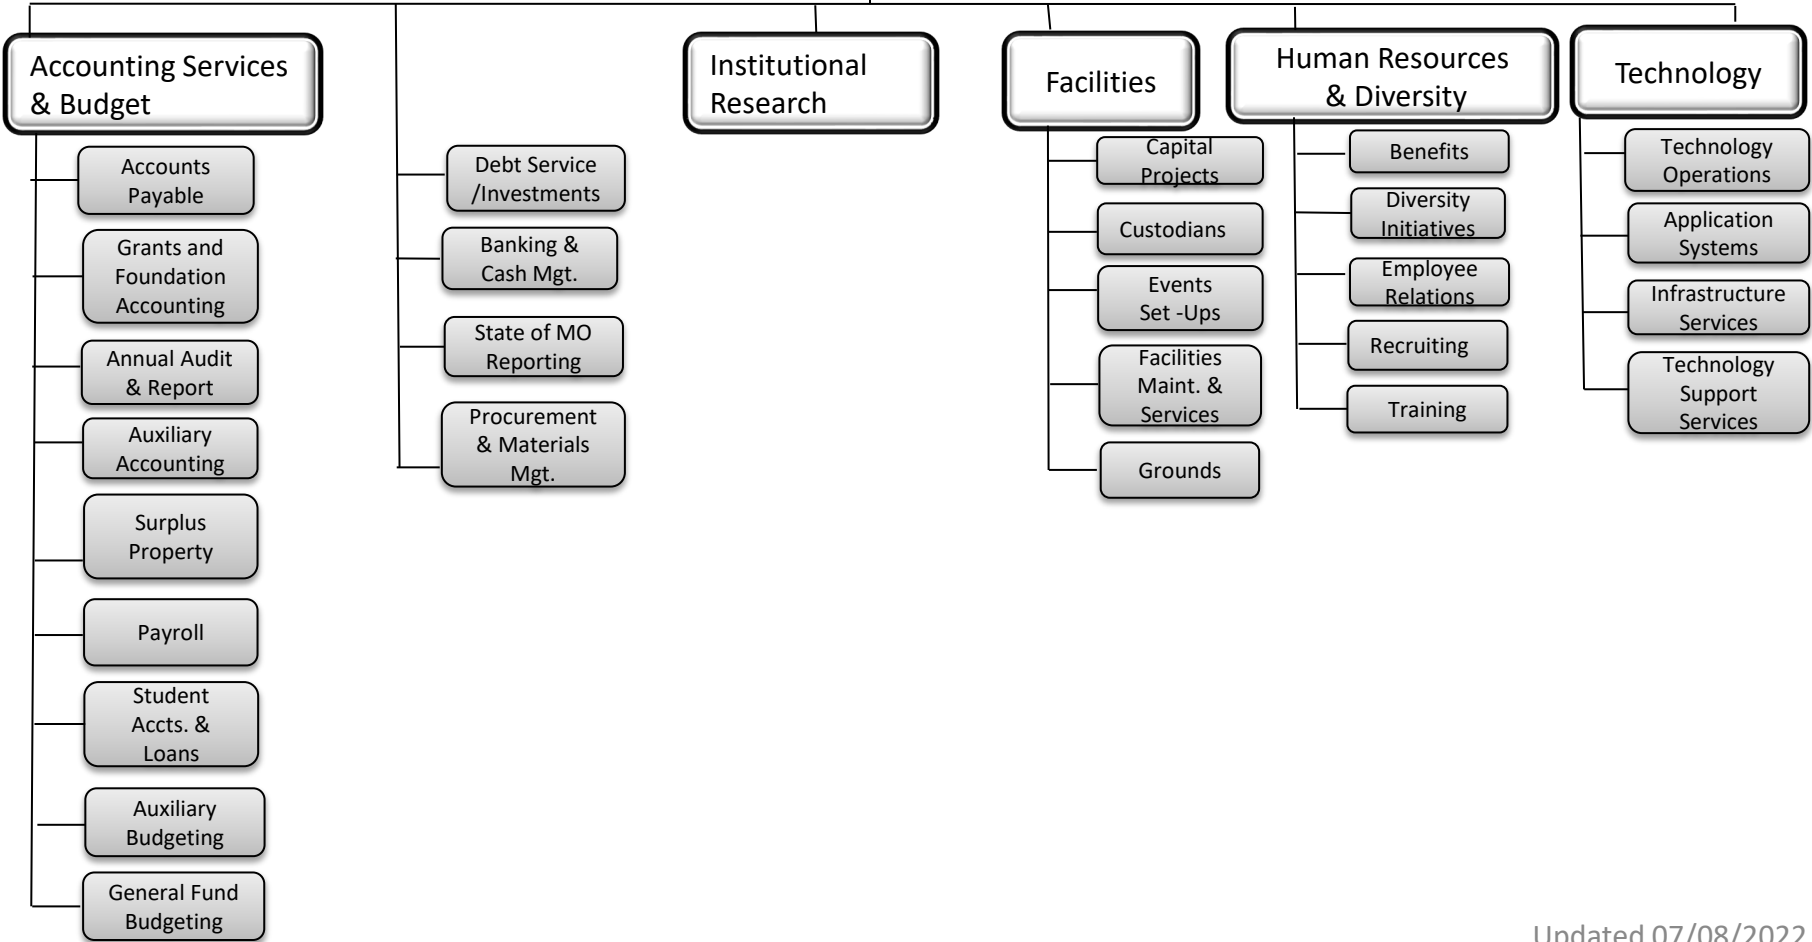 Accounting Services
& Budget
Accounts
Payable
Grants and
Foundation
Accounting
Annual Audit
& Report
Auxiliary
Accounting
Surplus
Property
Payroll
Student
Accts. &
Loans
Auxiliary
Budgeting
General Fund
Budgeting
Debt Service
/Investments
Banking &
Cash Mgt.
State of MO
Reporting
Procurement
& Materials
Mgt.
Institutional
Research
Facilities
Capital
Projects
Custodians
Events
Set -Ups
Facilities
Maint. &
Services
Grounds
Human Resources
& Diversity
Benefits
Diversity
Initiatives
Employee
Relations
Recruiting
Training
Technology
Technology
Operations
Application
Systems
Infrastructure
Services
Technology
Support
Services
Updated 07/08/2022